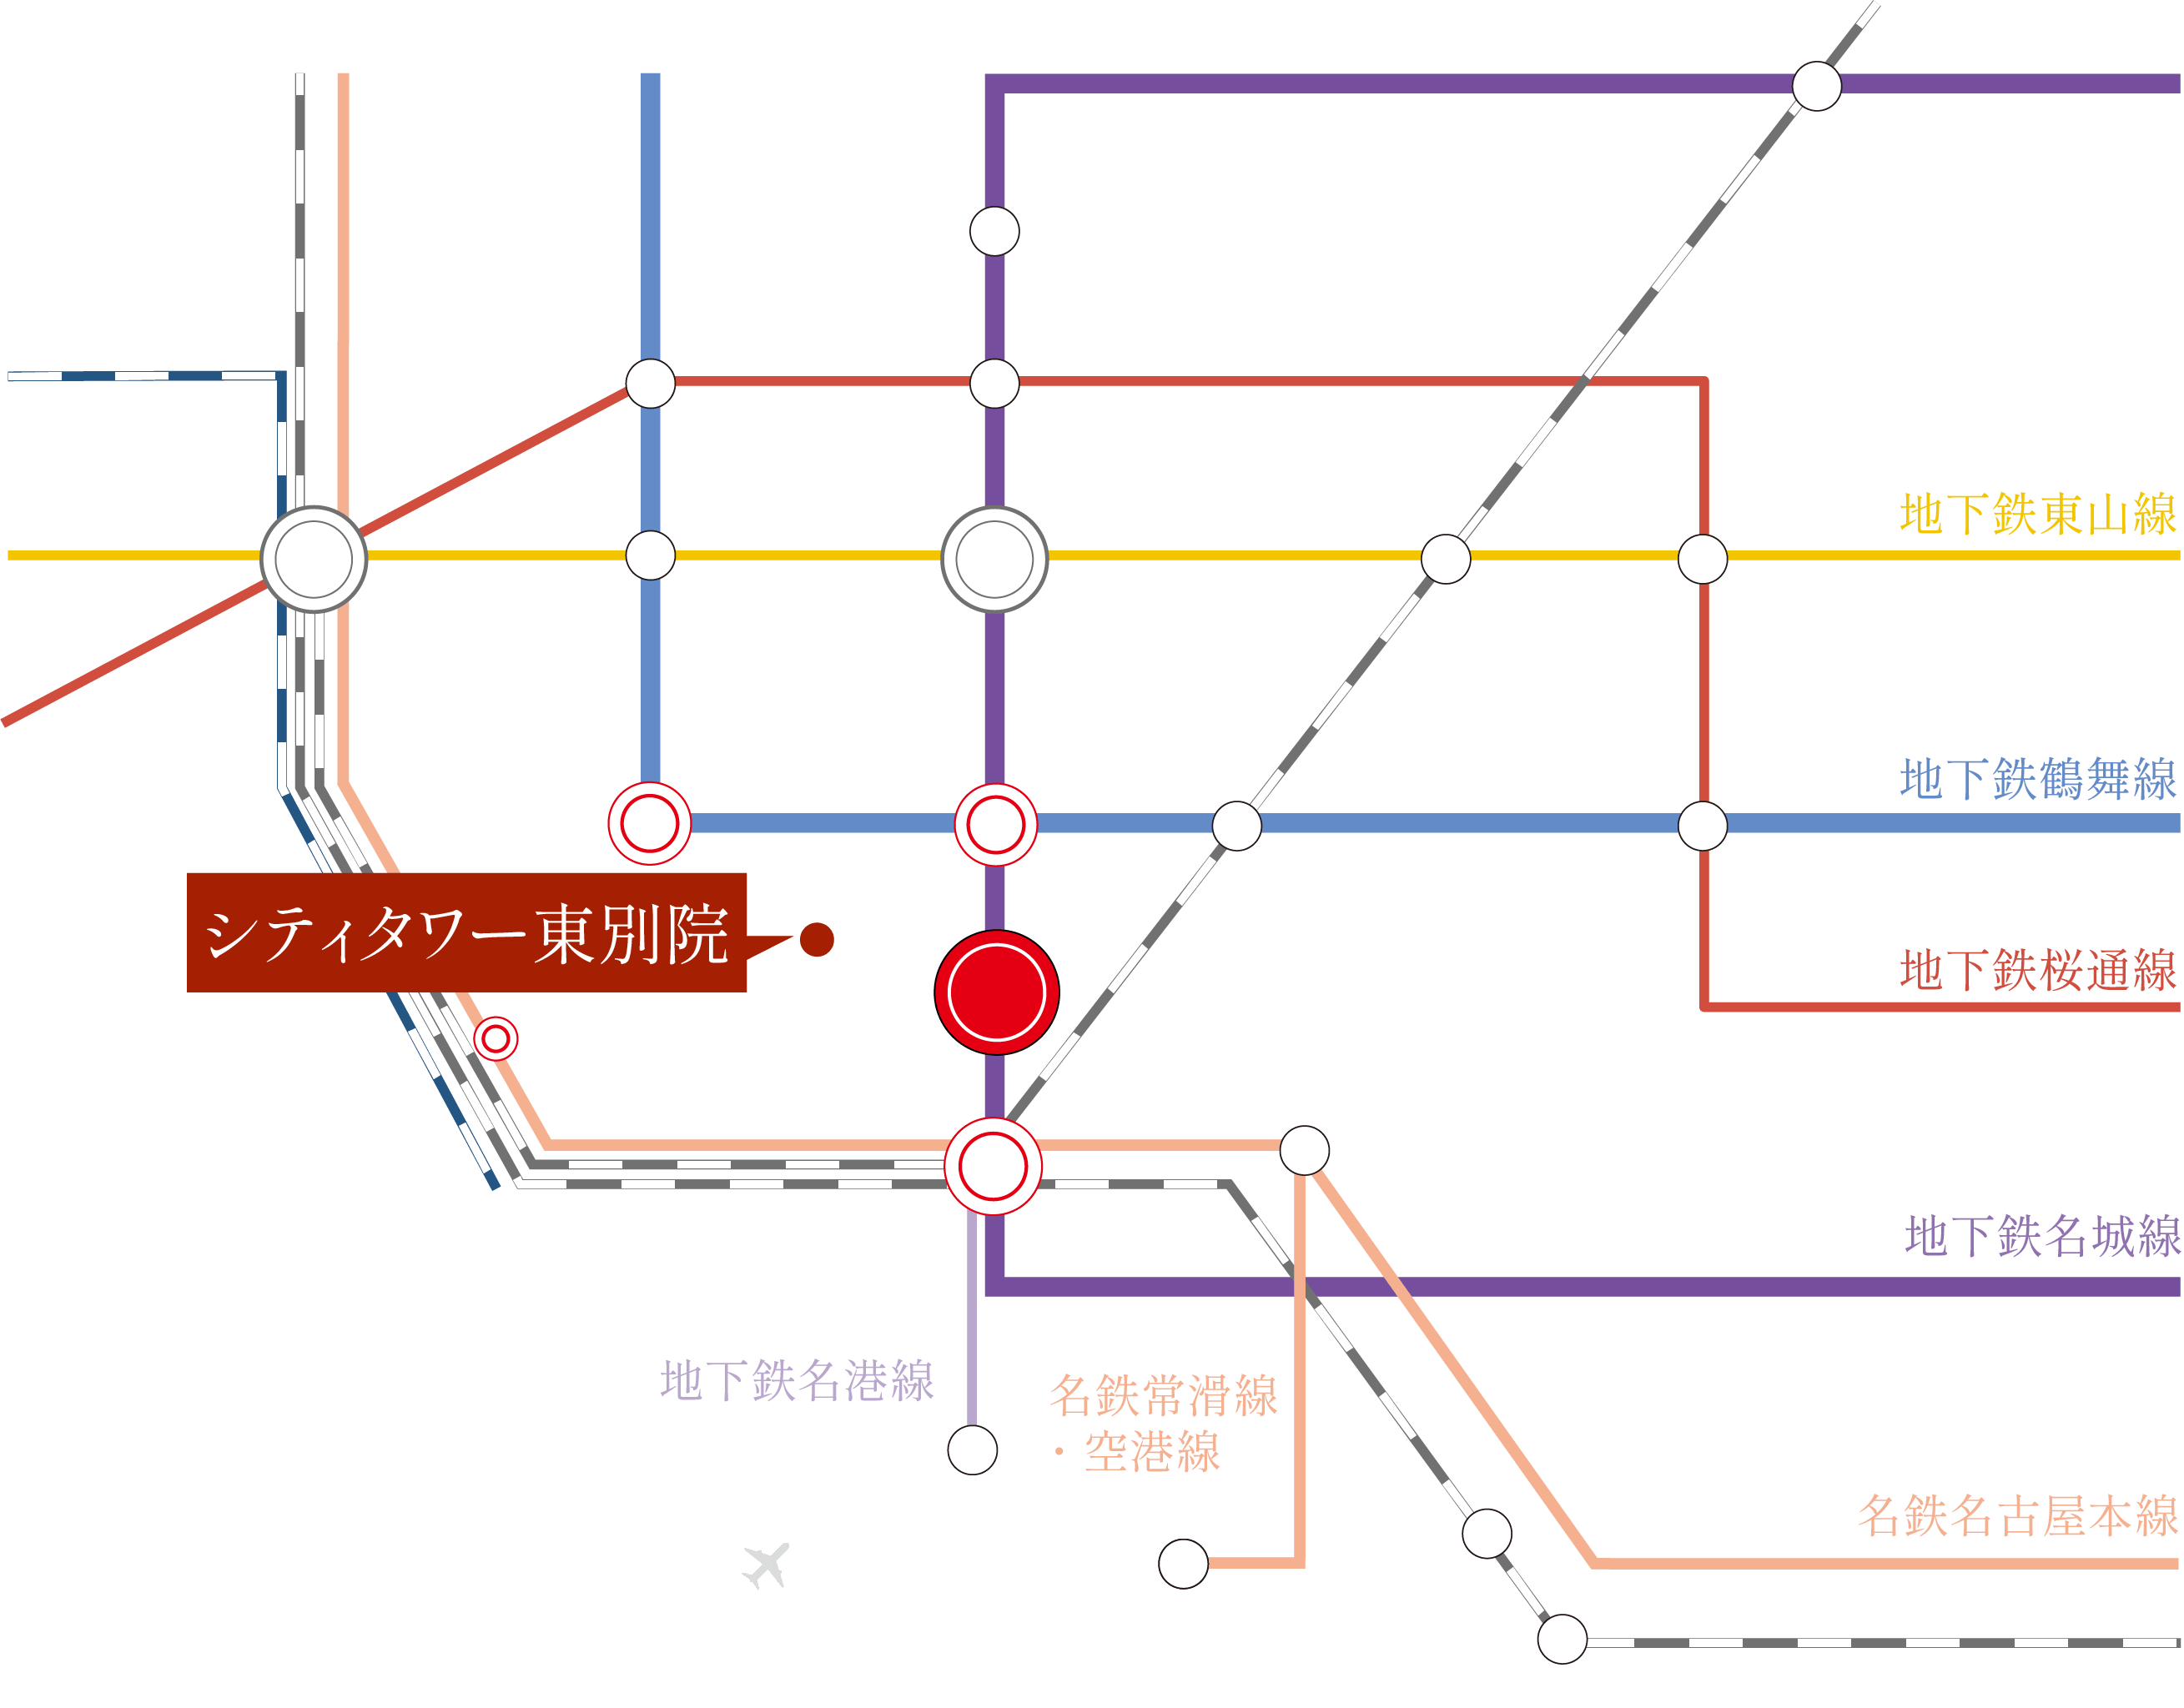 地下鉄東山線
地下鉄鶴舞線
シティタワー東別院
地下鉄桜通線
地下鉄名城線
地下鉄名港線
名鉄常滑線
・空港線
名鉄名古屋本線